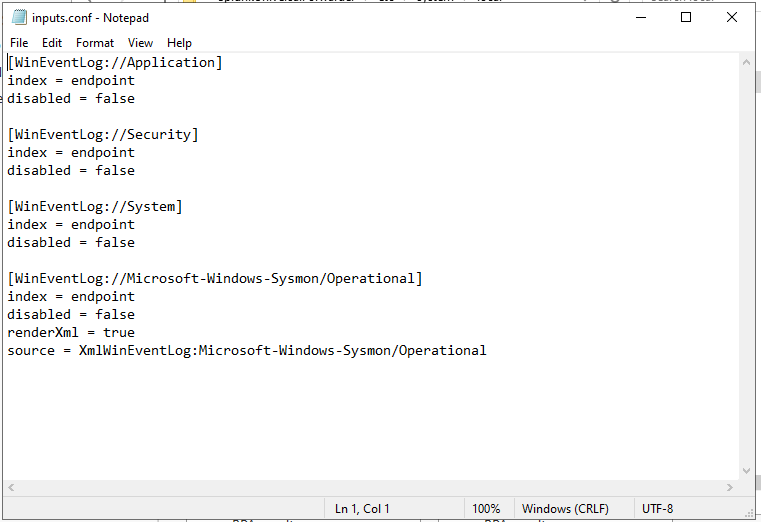 inputs.conf - Notepad
File Edit Format View Help
[WinEventLog://Application]
index = endpoint
disabled = false
[WinEventLog://Security]
index = endpoint
disabled = false
[WinEventLog://System]
index = endpoint
disabled = false
[WinEventLog://Microsoft-Windows-Sysmon/Operational]
index = endpoint
disabled = false
renderXml = true
source = XmlWinEventLog:Microsoft-Windows-Sysmon/Operational
Ln 1, Col 1 100% Windows (CRLF) UTF-8